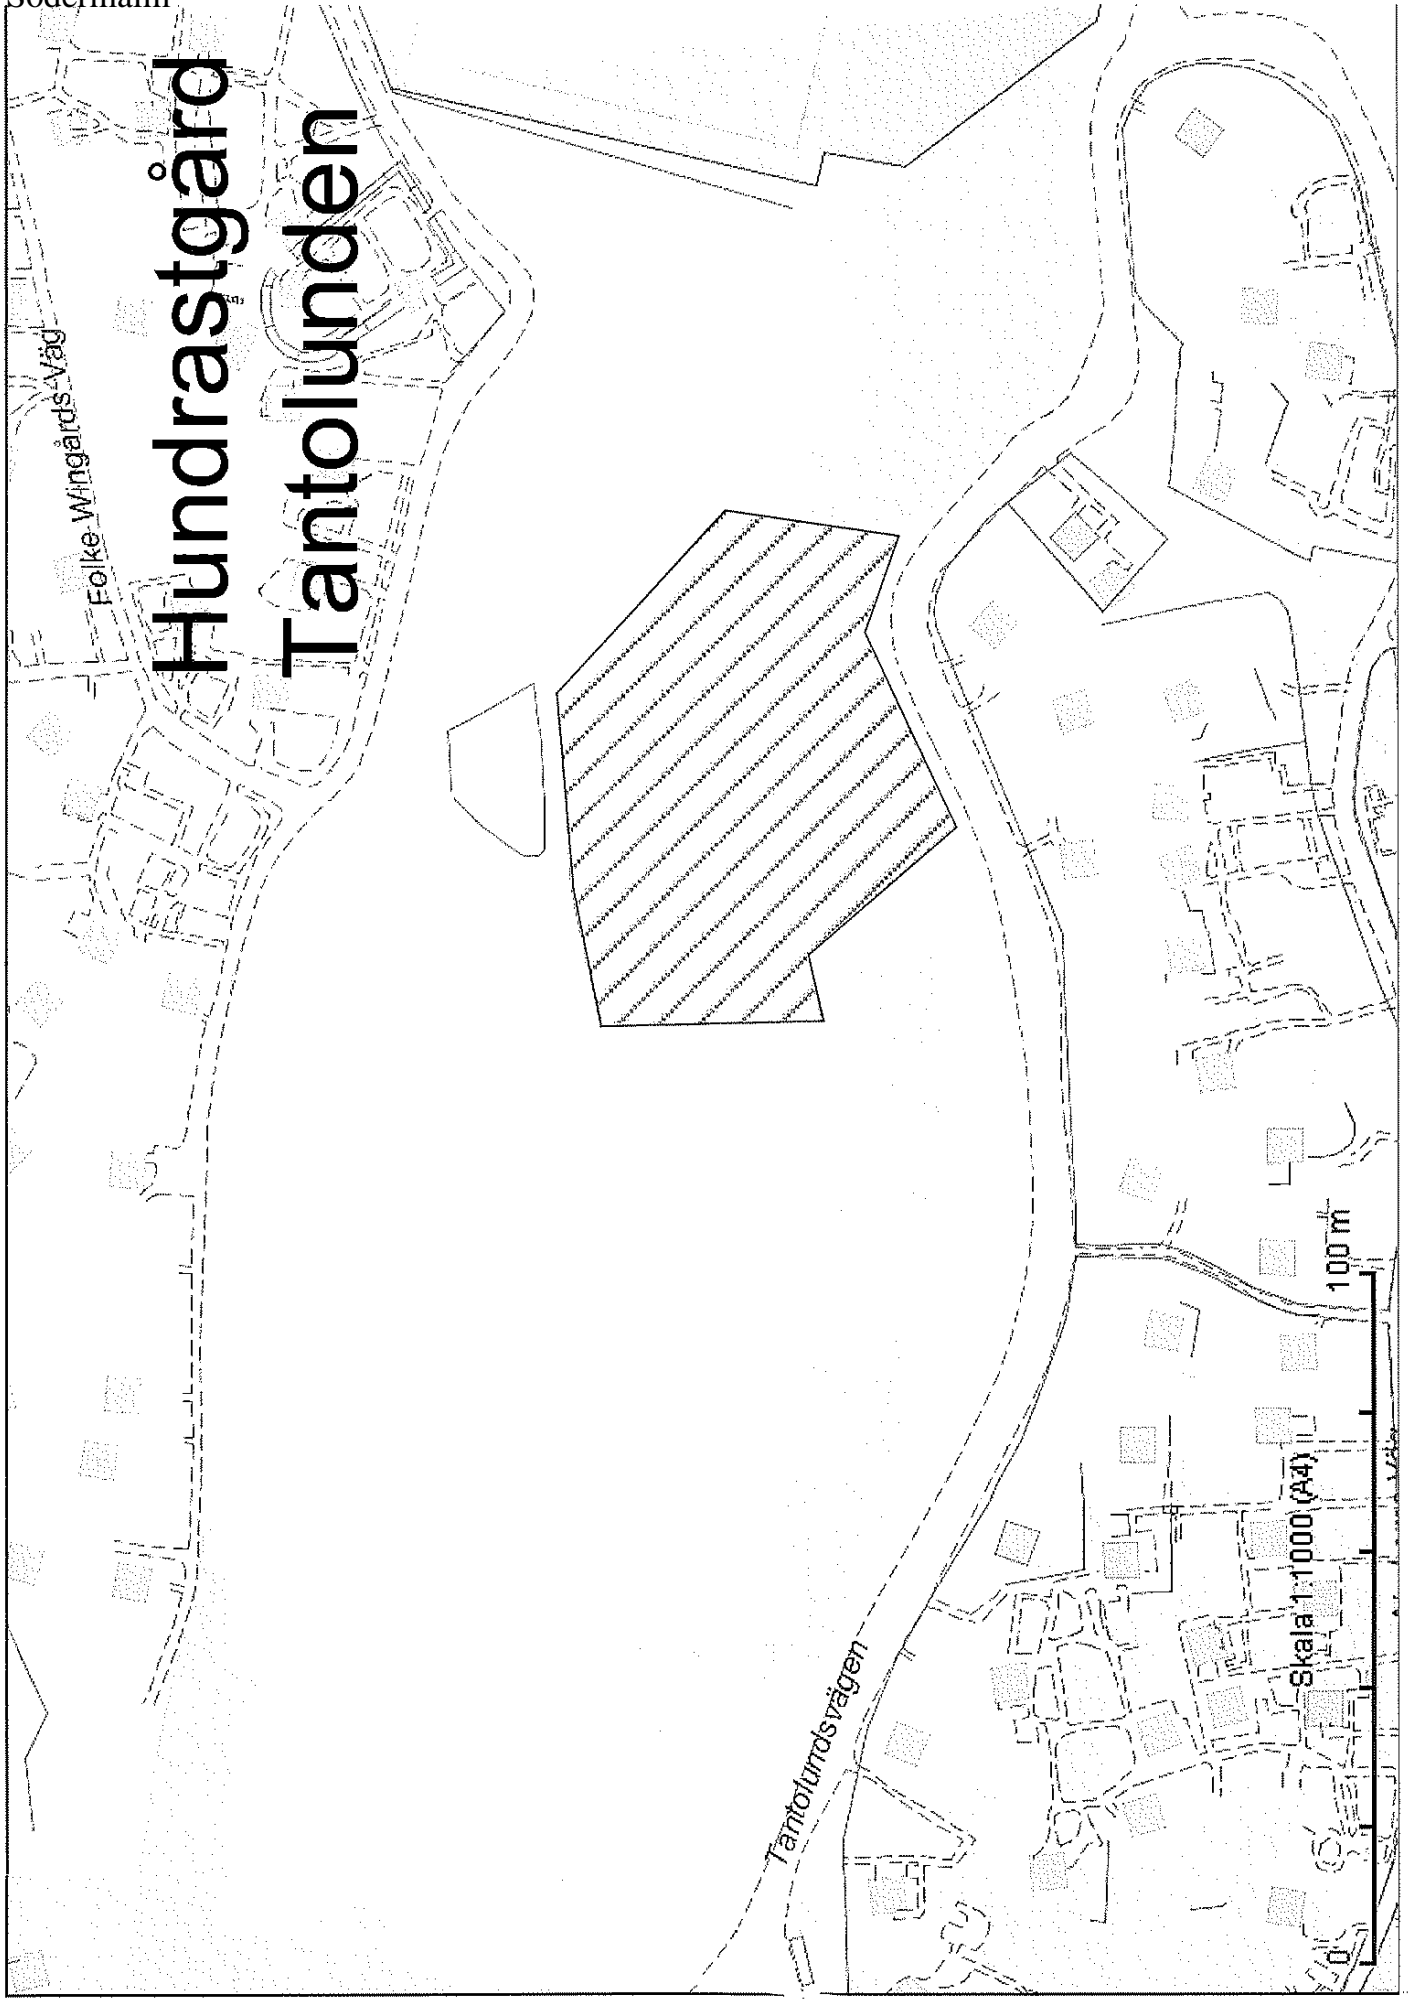 Södermalm
Hundrastgård
Tantolunden
Folke Wingårds Väg
Tantolundsvägen
Skala 1:1000 (A4)
0
100 m